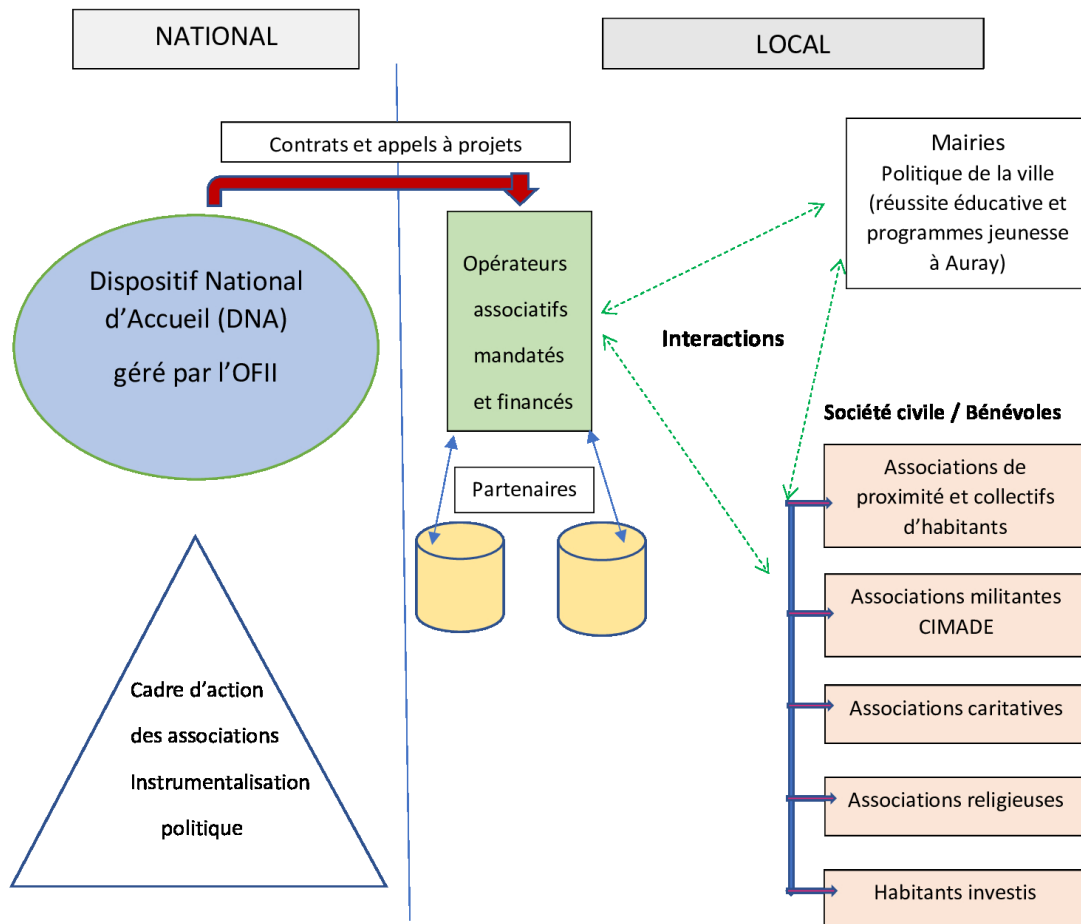 NATIONAL
LOCAL
Contrats et appels à projets
Mairies
Politique de la ville
(réussite éducative et
programmes jeunesse
à Auray)
Dispositif National
d’Accueil (DNA)
géré par l’OFII
Opérateurs
associatifs
mandatés
et financés
Interactions
Société civile / Bénévoles
Partenaires
Associations de
proximité et collectifs
d’habitants
Associations militantes
CIMADE
Associations caritatives
Associations religieuses
Habitants investis
Cadre d’action
des associations
Instrumentalisation
politique